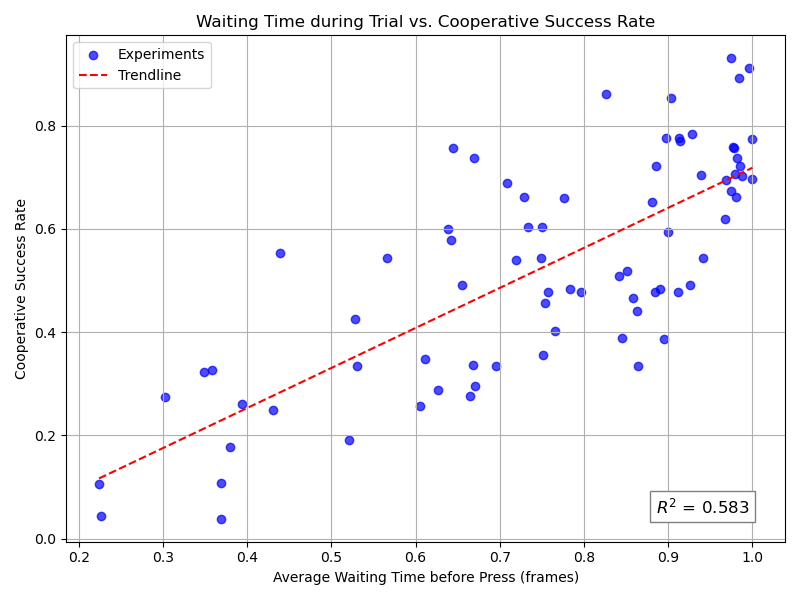 Waiting Time during Trial vs. Cooperative Success Rate
Experiments
Trendline
Cooperative Success Rate
0.8
0.6
0.4
0.2
0.0
R² = 0.583
0.2 0.3 0.4 0.5 0.6 0.7 0.8 0.9 1.0
Average Waiting Time before Press (frames)